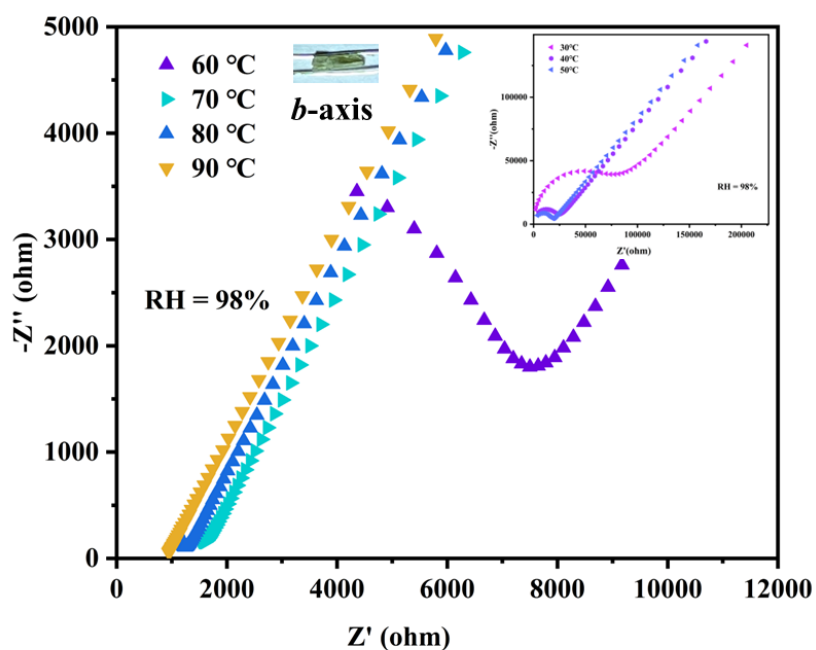 5000
4000
3000
2000
1000
0
-Z'' (ohm)
60 °C
70 °C
80 °C
90 °C
b-axis
RH = 98%
0
2000
4000
6000
8000
10000
12000
Z' (ohm)
30°C
40°C
50°C
100000
50000
0
-Z''(ohm)
RH = 98%
0
50000
100000
150000
200000
Z'(ohm)